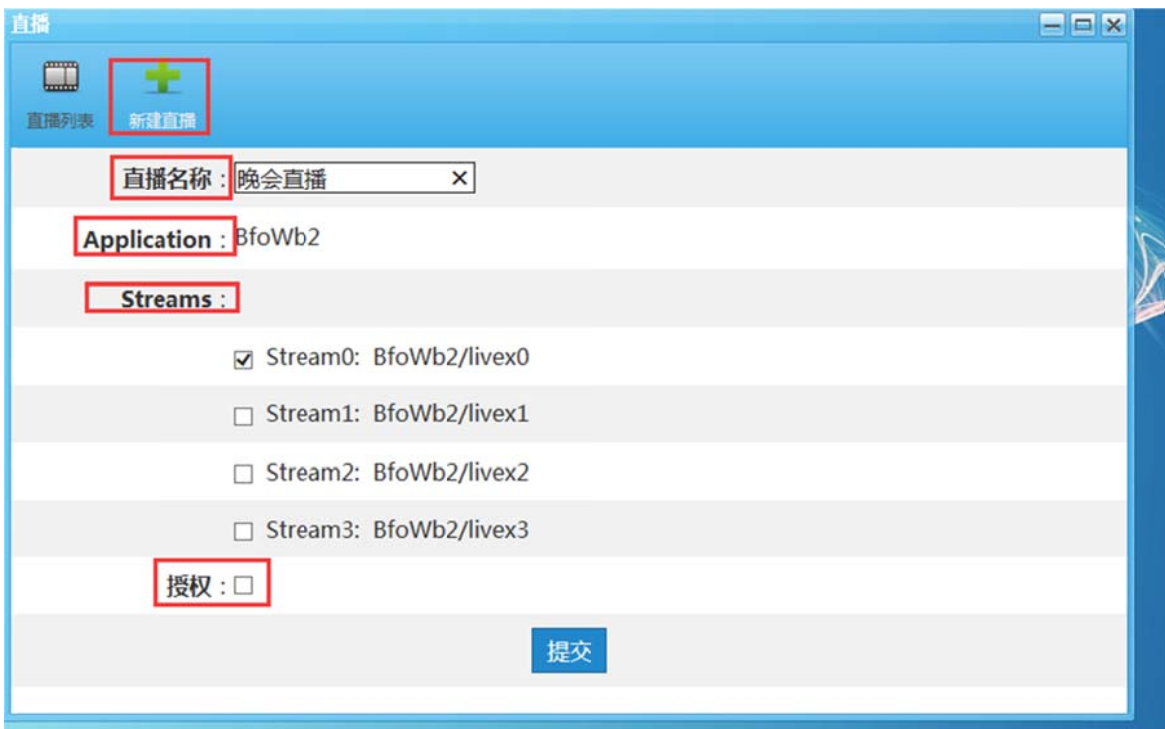 直播
直播列表 新建直播
直播名称 : 晚会直播
Application : BfoWb2
Streams :
Stream0: BfoWb2/livex0
Stream1: BfoWb2/livex1
Stream2: BfoWb2/livex2
Stream3: BfoWb2/livex3
授权 :
提交